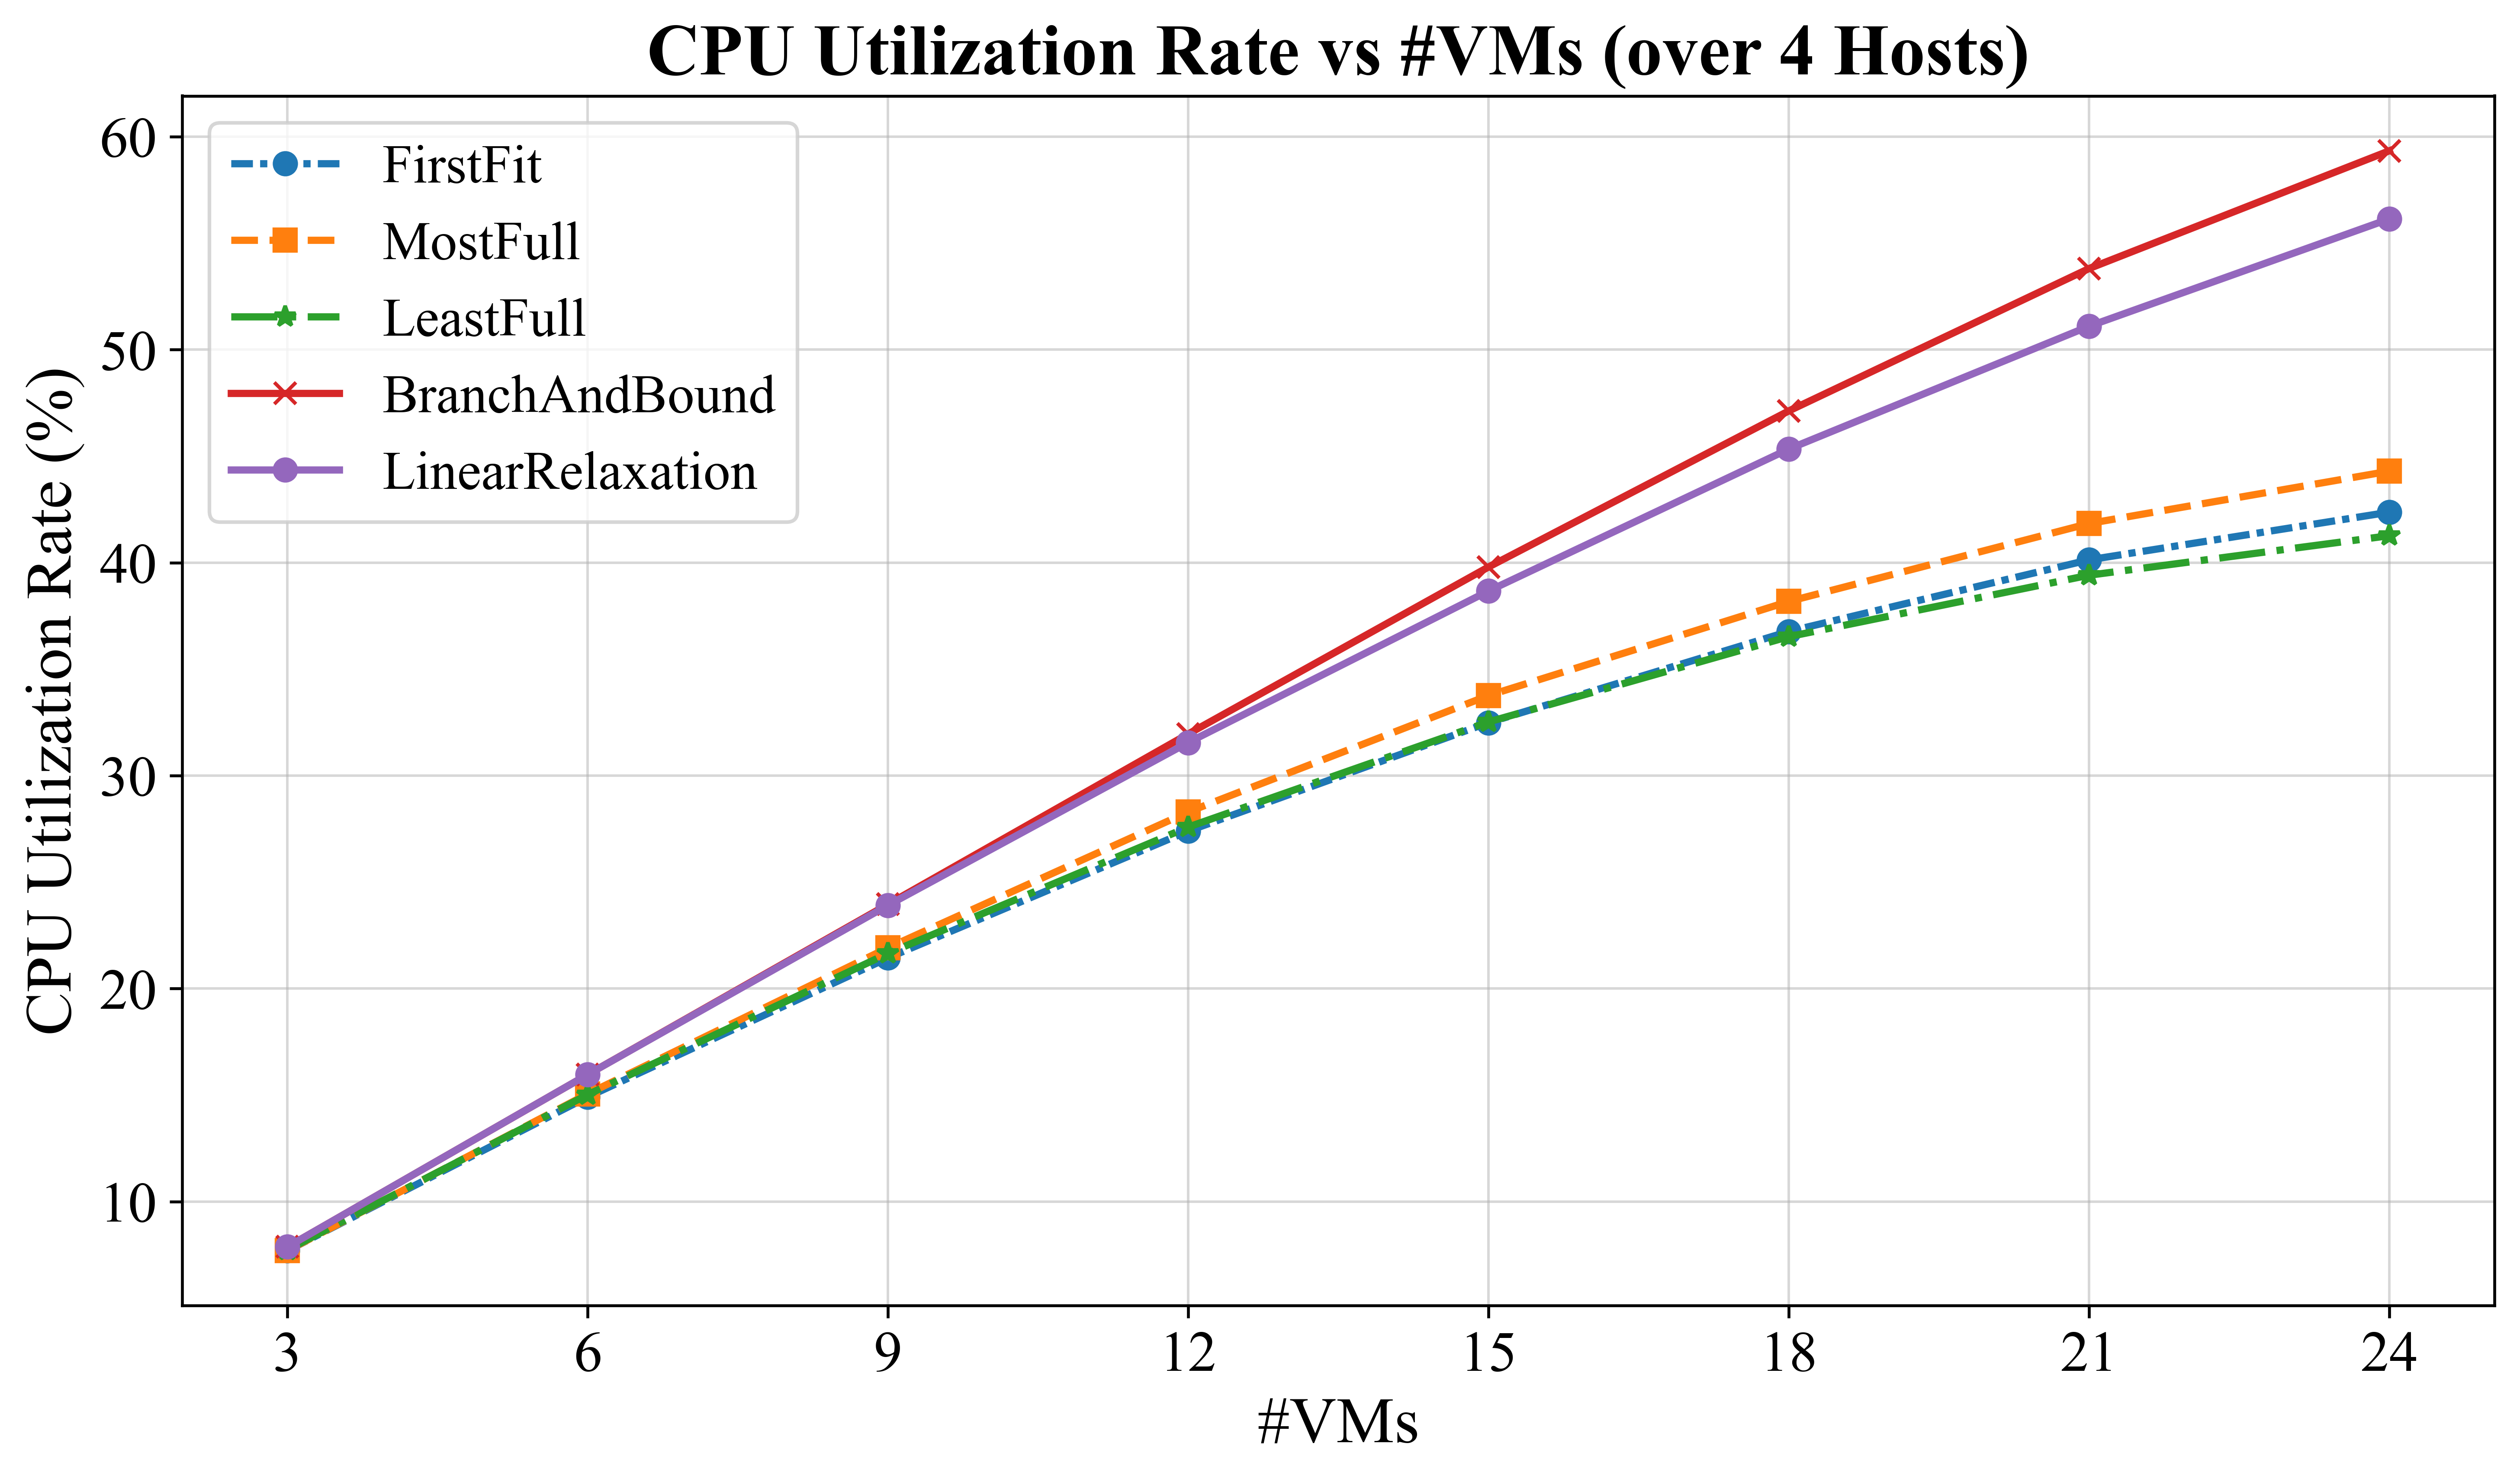 CPU Utilization Rate vs #VMs (over 4 Hosts)
FirstFit
MostFull
LeastFull
BranchAndBound
LinearRelaxation
CPU Utilization Rate (%)
60
50
40
30
20
10
3 6 9 12 15 18 21 24
#VMs